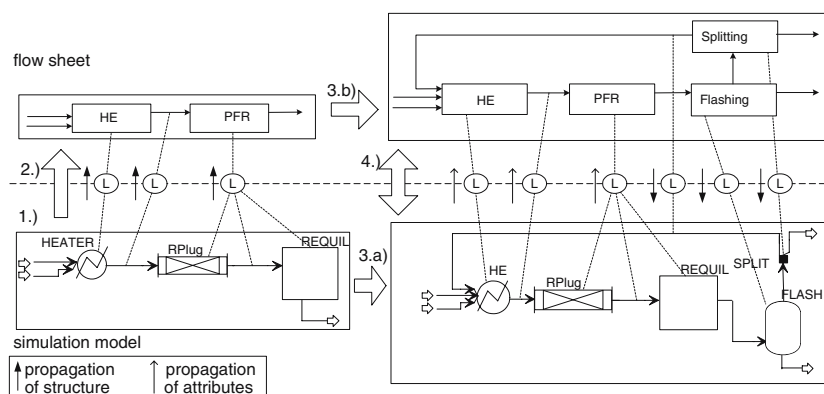 Splitting
flow sheet
3.b)
HE
PFR
HE
PFR
Flashing
2.)
4.)
L
L
L
L
L
L
L
L
L
1.)
HEATER
RPlug
REQUIL
3.a)
HE
RPlug
REQUIL
SPLIT
FLASH
simulation model
propagation
of structure
propagation
of attributes